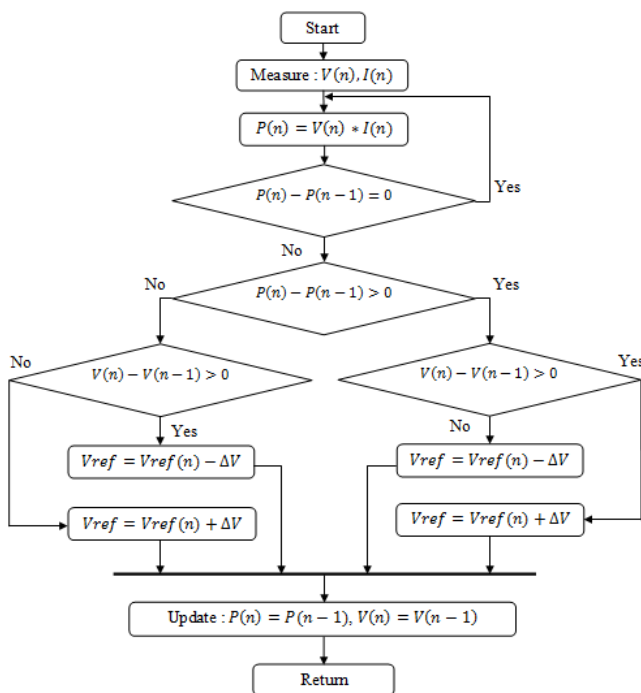 Start
Measure : V(n), I(n)
P(n) = V(n) ∗ I(n)
Yes
P(n) − P(n − 1) = 0
No
No
P(n) − P(n − 1) > 0
Yes
No
V(n) − V(n − 1) > 0
V(n) − V(n − 1) > 0
Yes
Yes
No
Vref = Vref(n) − ΔV
Vref = Vref(n) − ΔV
Vref = Vref(n) + ΔV
Vref = Vref(n) + ΔV
Update : P(n) = P(n − 1), V(n) = V(n − 1)
Return